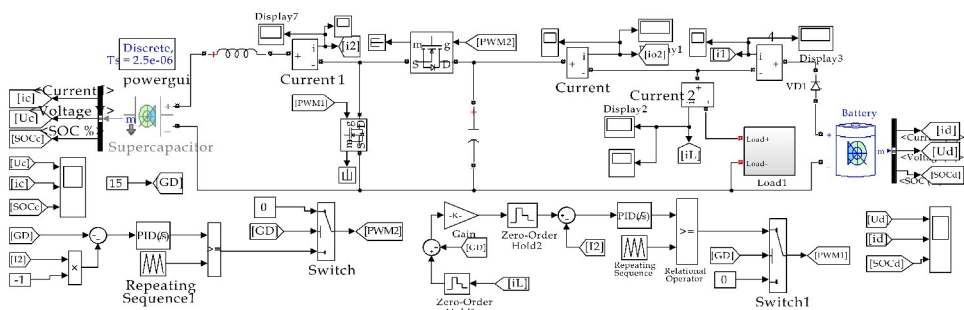 Display7
[i2]
Discrete,
Ts = 2.5e-06
powergui
Current 1
[PWM2]
m
g
S
D
[io2]
Current
[i1]
4
Display3
VD1
Battery
[ic]
[Uc]
[SOCc]
m
Supercapacitor
[PWM1]
Current 2
Display2
[iL]
Load+
Load-
Load1
m
[id]
[Ud]
[SOCd]
[Uc]
[ic]
[SOCc]
15
[GD]
[GD]
[I2]
-1
×
PID(s)
Repeating
Sequence1
>=
0
[GD]
Switch
[PWM2]
-K-
Gain
[GD]
Zero-Order
Hold2
Zero-Order
[iL]
[I2]
PID(s)
Repeating
Sequence
>=
Relational
Operator
[GD]
0
Switch1
[PWM1]
[Ud]
[id]
[SOCd]